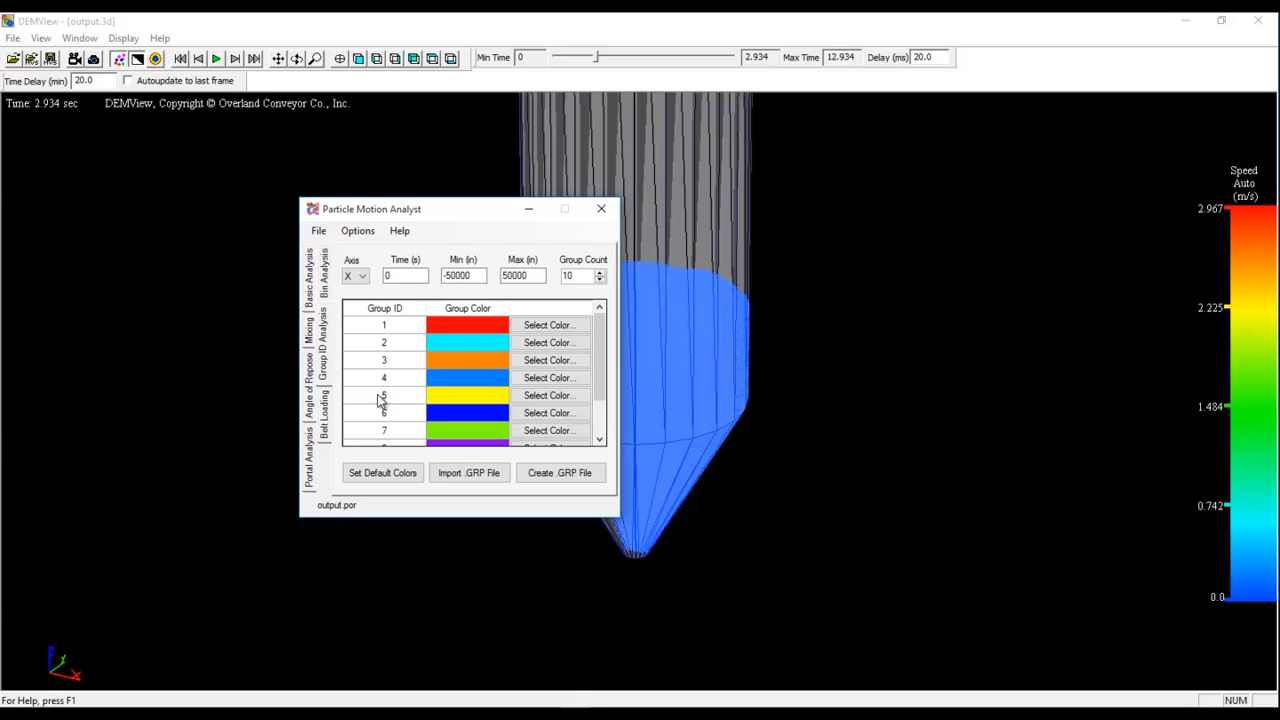 DEMView - [output.3d]
File View Window Display Help
Min Time 0 2.934 Max Time 12.934 Delay (ms) 20.0
Time Delay (min) 20.0 Autoupdate to last frame
Time: 2.934 sec DEMView, Copyright © Overland Conveyor Co., Inc.
Speed
Auto
(m/s)
2.967
2.225
1.484
0.742
0.0
Particle Motion Analyst
File Options Help
Basic Analysis
Bin Analysis
Mixing
Group ID Analysis
Angle of Repose
Belt Loading
Portal Analysis
Axis Time (s) Min (in) Max (in) Group Count
X 0 -50000 50000 10
Group ID Group Color
1 Select Color...
2 Select Color...
3 Select Color...
4 Select Color...
5 Select Color...
6 Select Color...
7 Select Color...
Set Default Colors Import .GRP File Create .GRP File
output.por
For Help, press F1
NUM